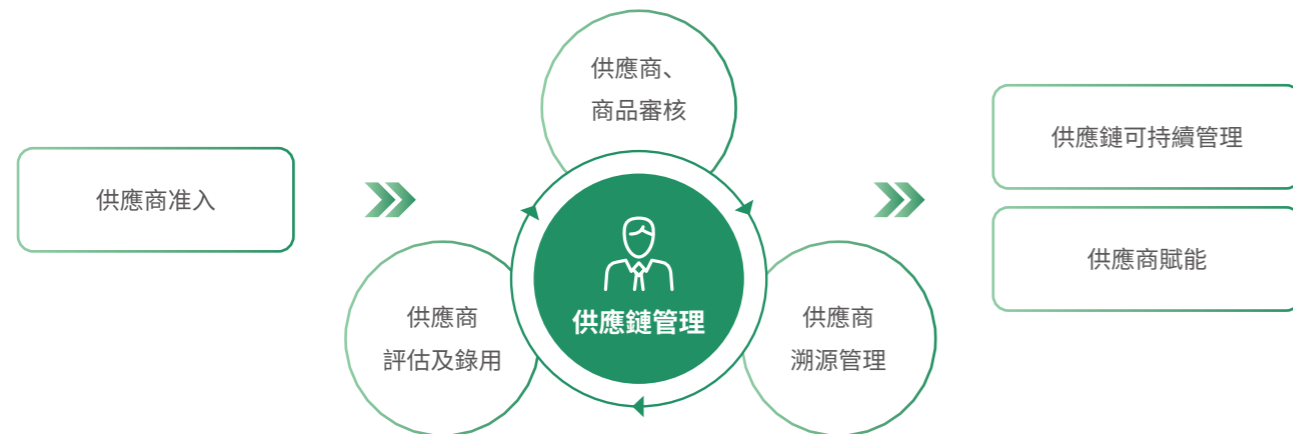 供應商准入
供應商、
商品審核
供應商
評估及錄用
供應鏈管理
供應商
溯源管理
供應鏈可持續管理
供應商賦能